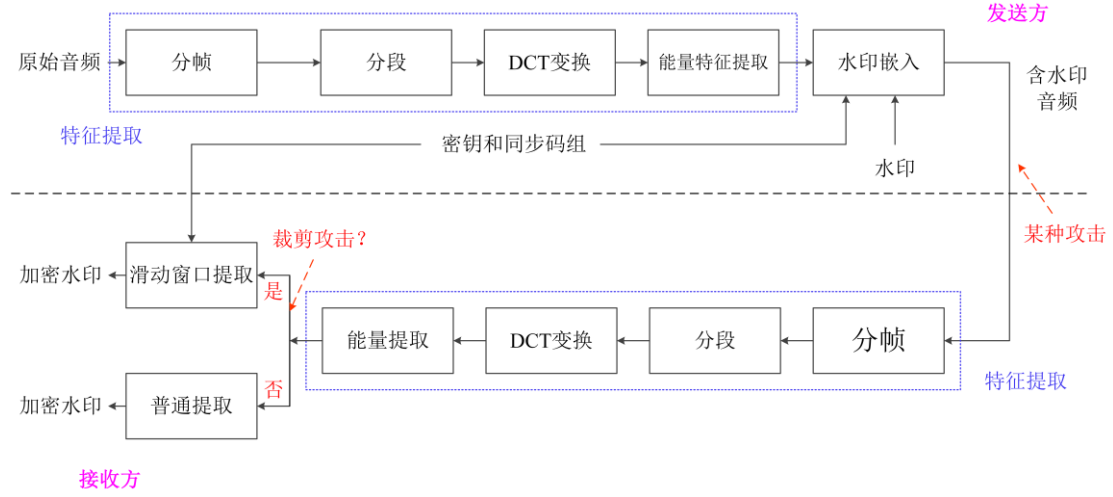 发送方
原始音频
分帧
分段
DCT变换
能量特征提取
水印嵌入
含水印
音频
特征提取
密钥和同步码组
水印
裁剪攻击？
某种攻击
加密水印
滑动窗口提取
是
能量提取
DCT变换
分段
分帧
特征提取
否
加密水印
普通提取
接收方